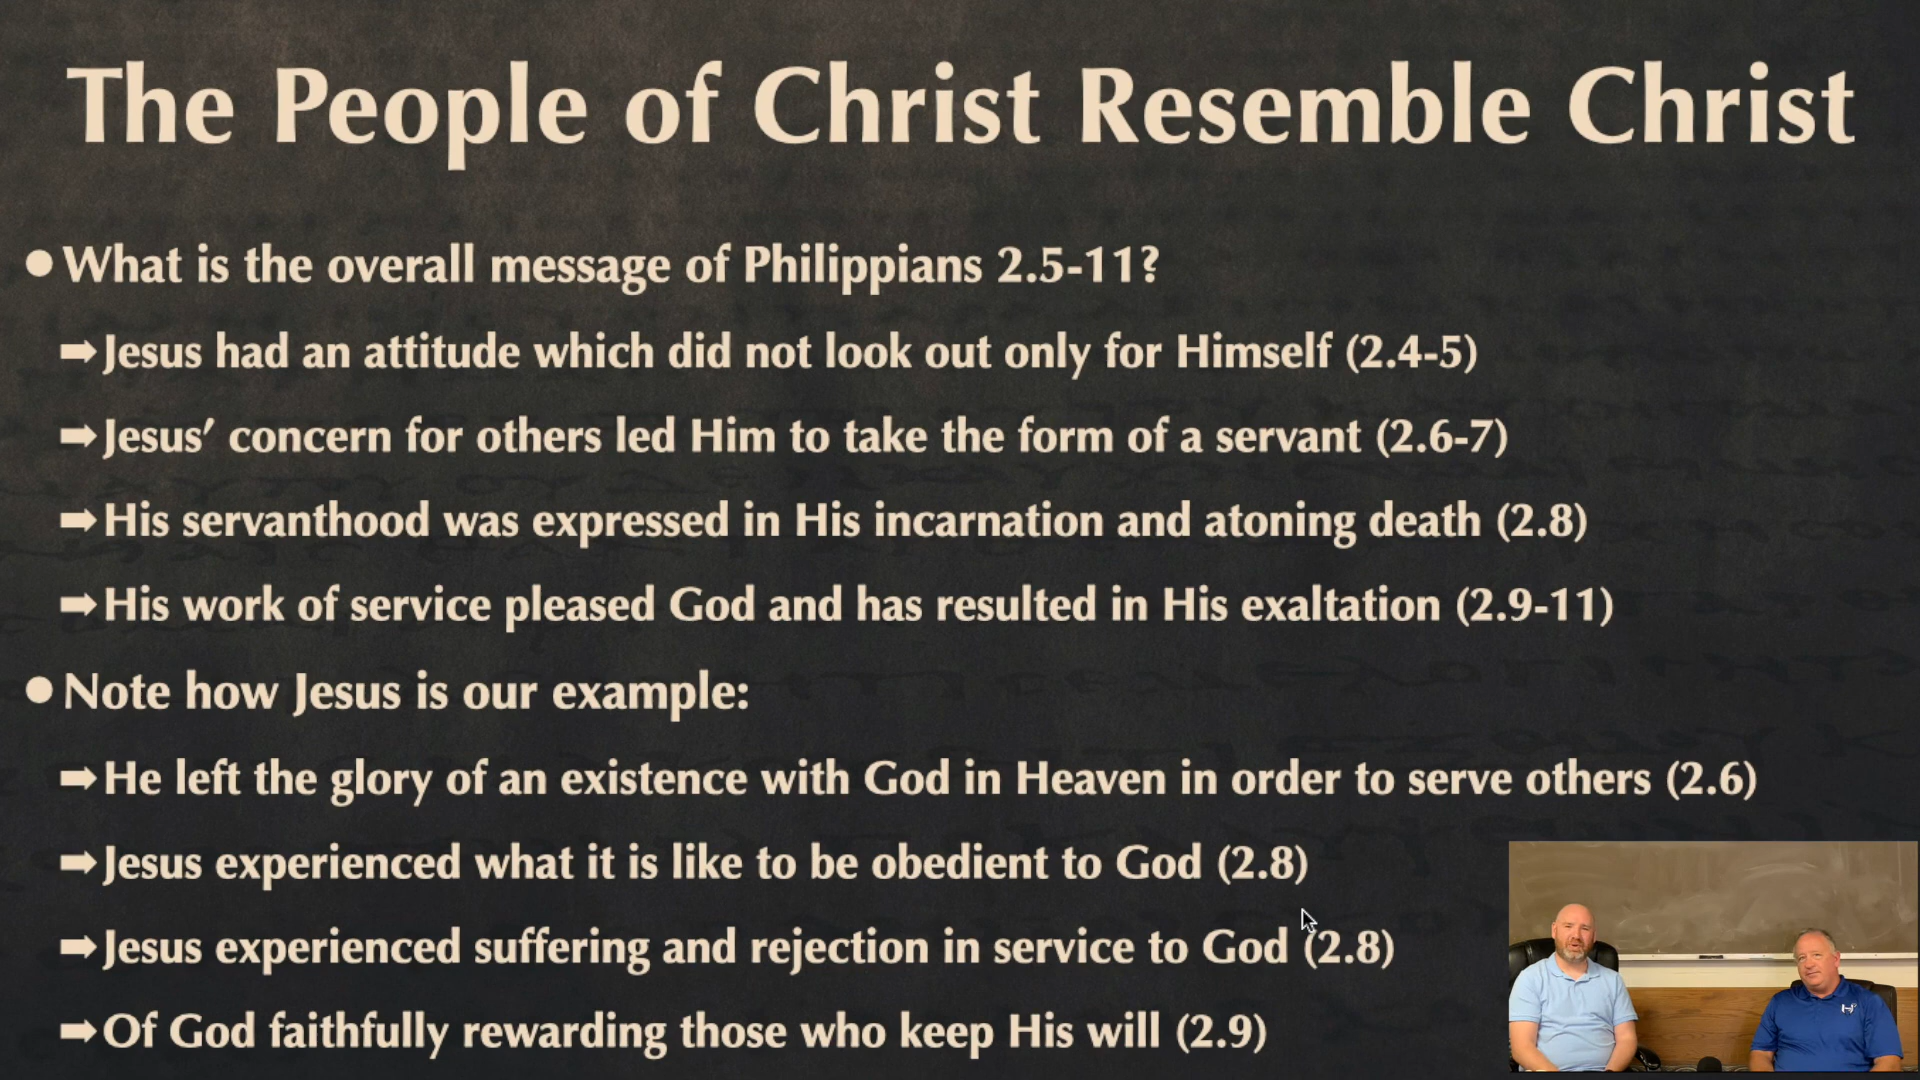 The People of Christ Resemble Christ
● What is the overall message of Philippians 2.5-11?
➡ Jesus had an attitude which did not look out only for Himself (2.4-5)
➡ Jesus’ concern for others led Him to take the form of a servant (2.6-7)
➡ His servanthood was expressed in His incarnation and atoning death (2.8)
➡ His work of service pleased God and has resulted in His exaltation (2.9-11)
● Note how Jesus is our example:
➡ He left the glory of an existence with God in Heaven in order to serve others (2.6)
➡ Jesus experienced what it is like to be obedient to God (2.8)
➡ Jesus experienced suffering and rejection in service to God (2.8)
➡ Of God faithfully rewarding those who keep His will (2.9)